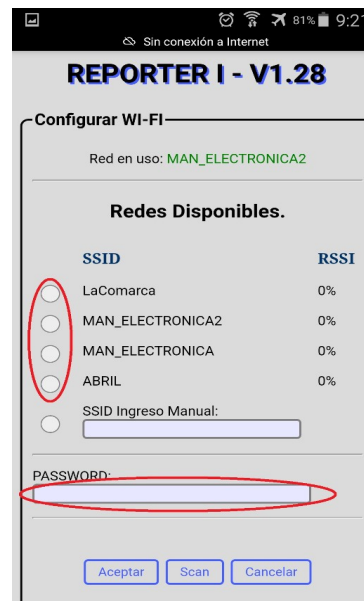 81% 9:21
Sin conexión a Internet
REPORTER I - V1.28
Configurar WI-FI
Red en uso: MAN_ELECTRONICA2
Redes Disponibles.
SSID RSSI
LaComarca 0%
MAN_ELECTRONICA2 0%
MAN_ELECTRONICA 0%
ABRIL 0%
SSID Ingreso Manual:
PASSWORD:
Aceptar Scan Cancelar